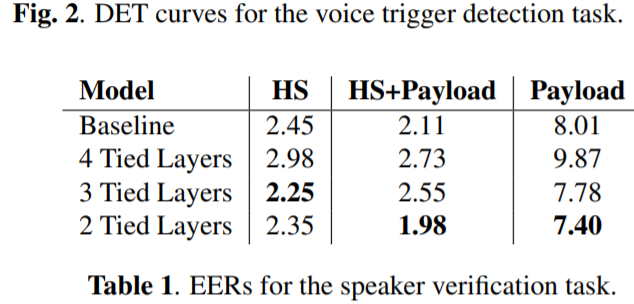 Fig. 2. DET curves for the voice trigger detection task.
Model HS HS+Payload Payload
Baseline 2.45 2.11 8.01
4 Tied Layers 2.98 2.73 9.87
3 Tied Layers 2.25 2.55 7.78
2 Tied Layers 2.35 1.98 7.40
Table 1. EERs for the speaker verification task.